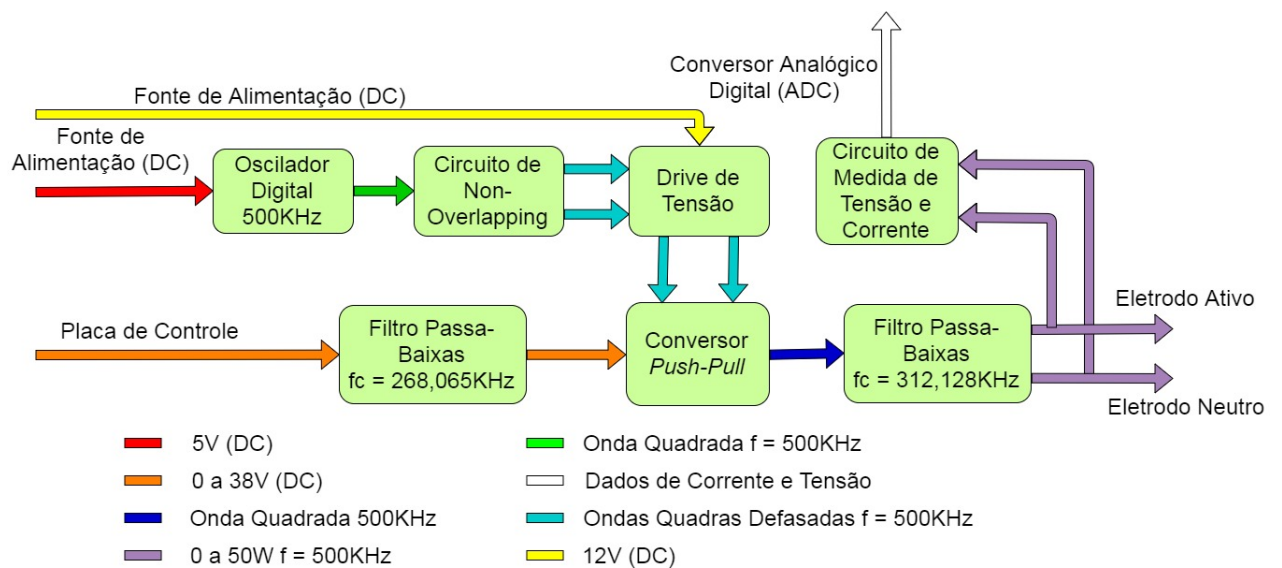 Conversor Analógico
Digital (ADC)
Fonte de Alimentação (DC)
Fonte de
Alimentação (DC)
Oscilador
Digital
500KHz
Circuito de
Non-
Overlapping
Drive de
Tensão
Circuito de
Medida de
Tensão e
Corrente
Placa de Controle
Filtro Passa-
Baixas
fc = 268,065KHz
Conversor
Push-Pull
Filtro Passa-
Baixas
fc = 312,128KHz
Eletrodo Ativo
Eletrodo Neutro
5V (DC)
0 a 38V (DC)
Onda Quadrada 500KHz
0 a 50W f = 500KHz
Onda Quadrada f = 500KHz
Dados de Corrente e Tensão
Ondas Quadras Defasadas f = 500KHz
12V (DC)